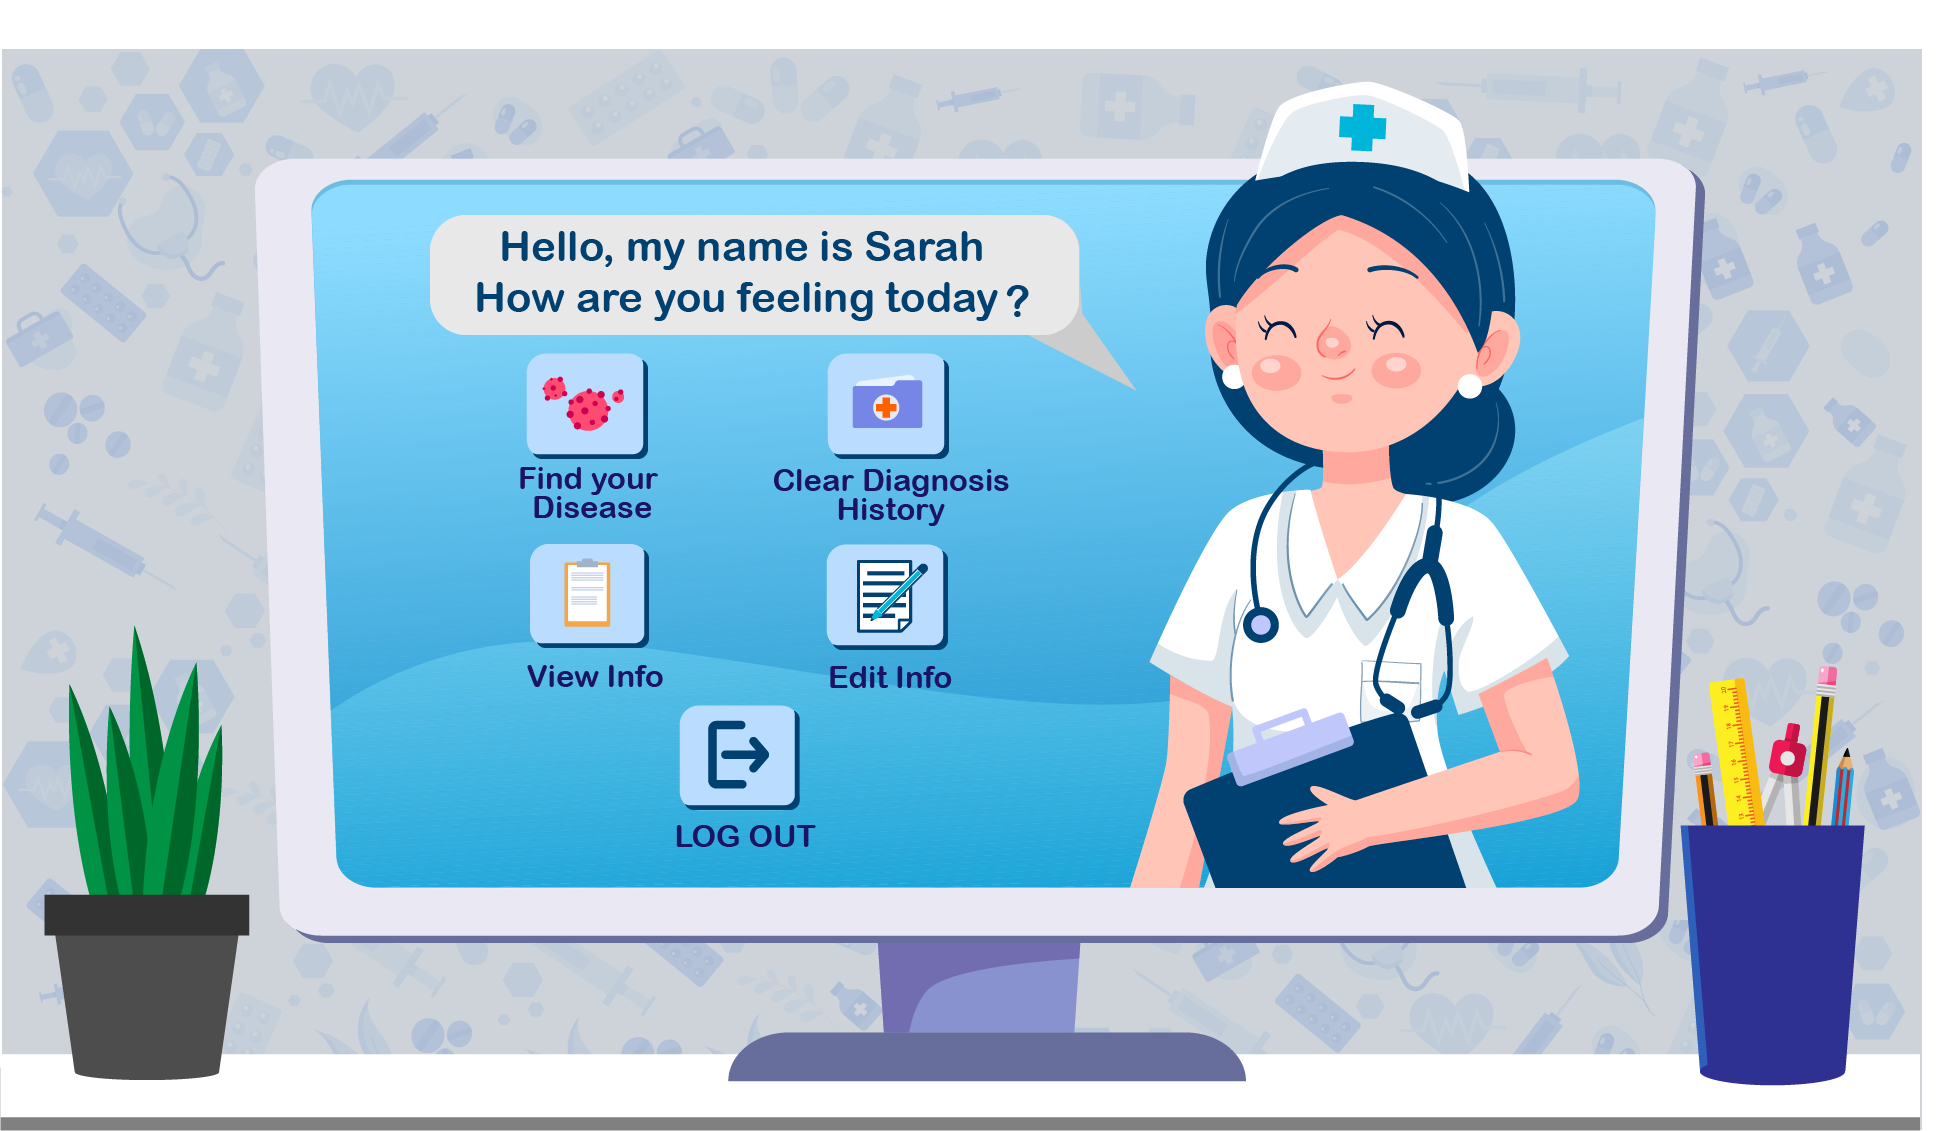 Hello, my name is Sarah
How are you feeling today ?
Find your
Disease
Clear Diagnosis
History
View Info
Edit Info
LOG OUT